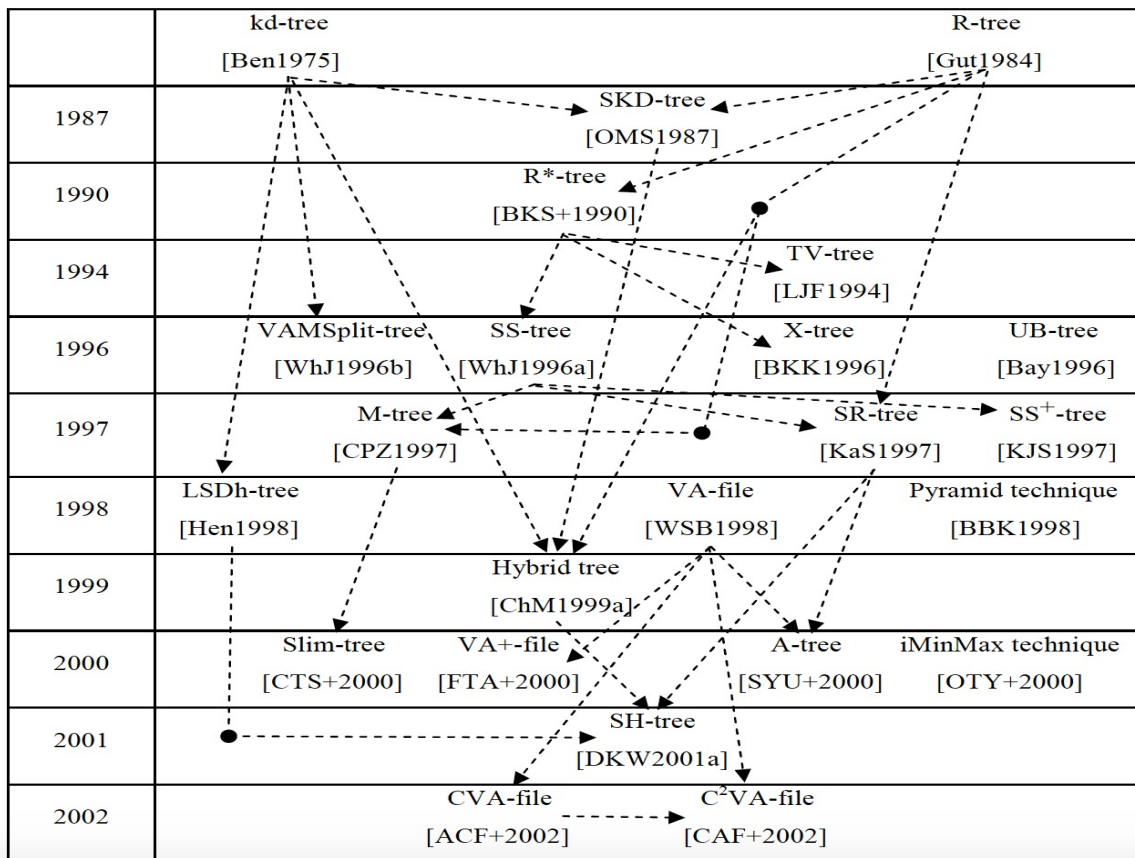 kd-tree R-tree
[Ben1975] [Gut1984]
1987 SKD-tree
[OMS1987]
1990 R*-tree
[BKS+1990]
1994 TV-tree
[LJF1994]
1996 VAMSplit-tree SS-tree X-tree UB-tree
[WhJ1996b] [WhJ1996a] [BKK1996] [Bay1996]
1997 M-tree SR-tree SS⁺-tree
[CPZ1997] [KaS1997] [KJS1997]
1998 LSDh-tree VA-file Pyramid technique
[Hen1998] [WSB1998] [BBK1998]
1999 Hybrid tree
[ChM1999a]
2000 Slim-tree VA+-file A-tree iMinMax technique
[CTS+2000] [FTA+2000] [SYU+2000] [OTY+2000]
2001 SH-tree
[DKW2001a]
2002 CVA-file C²VA-file
[ACF+2002] [CAF+2002]